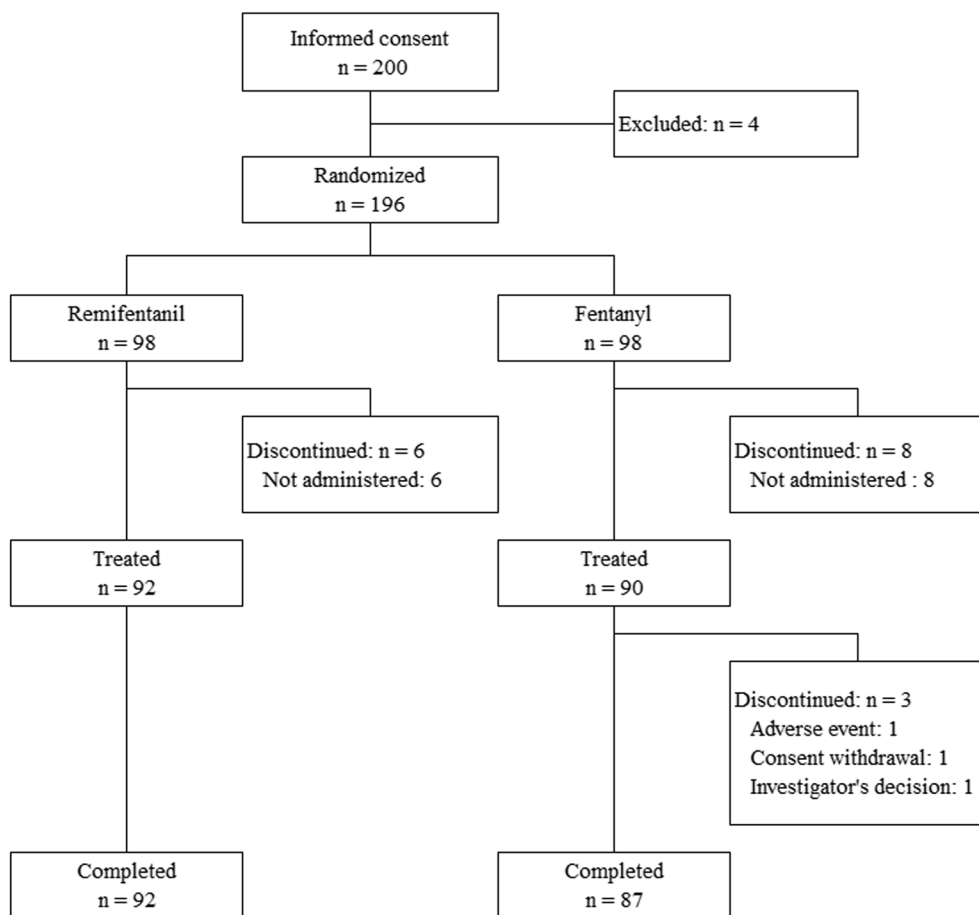 Informed consent
n = 200
Excluded: n = 4
Randomized
n = 196
Remifentanil
n = 98
Fentanyl
n = 98
Discontinued: n = 6
Not administered: 6
Discontinued: n = 8
Not administered : 8
Treated
n = 92
Treated
n = 90
Discontinued: n = 3
Adverse event: 1
Consent withdrawal: 1
Investigator's decision: 1
Completed
n = 92
Completed
n = 87